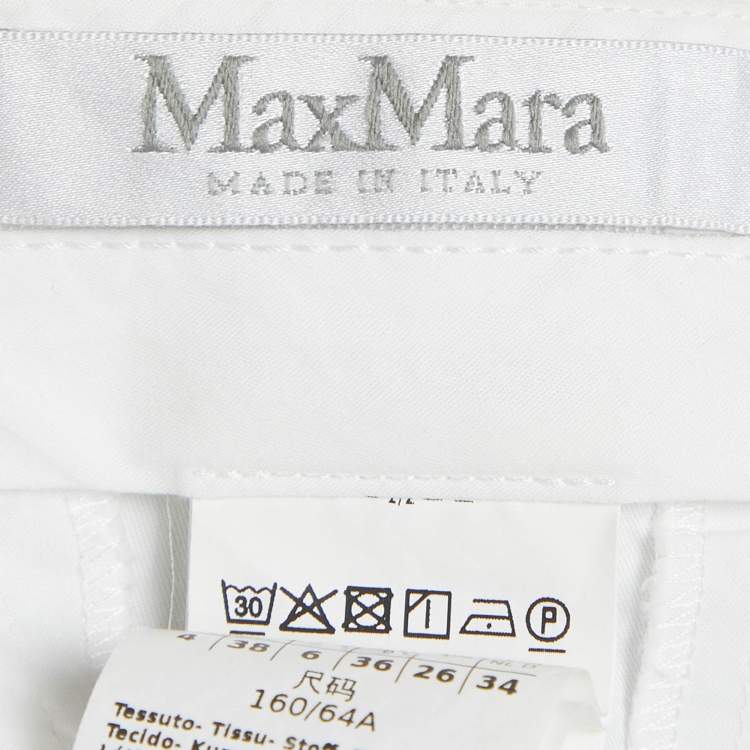 MaxMara
MADE IN ITALY
30
P
4 38 6 36 26 34
尺码
160/64A
Tessuto- Tissu- Stoff
Tecido-